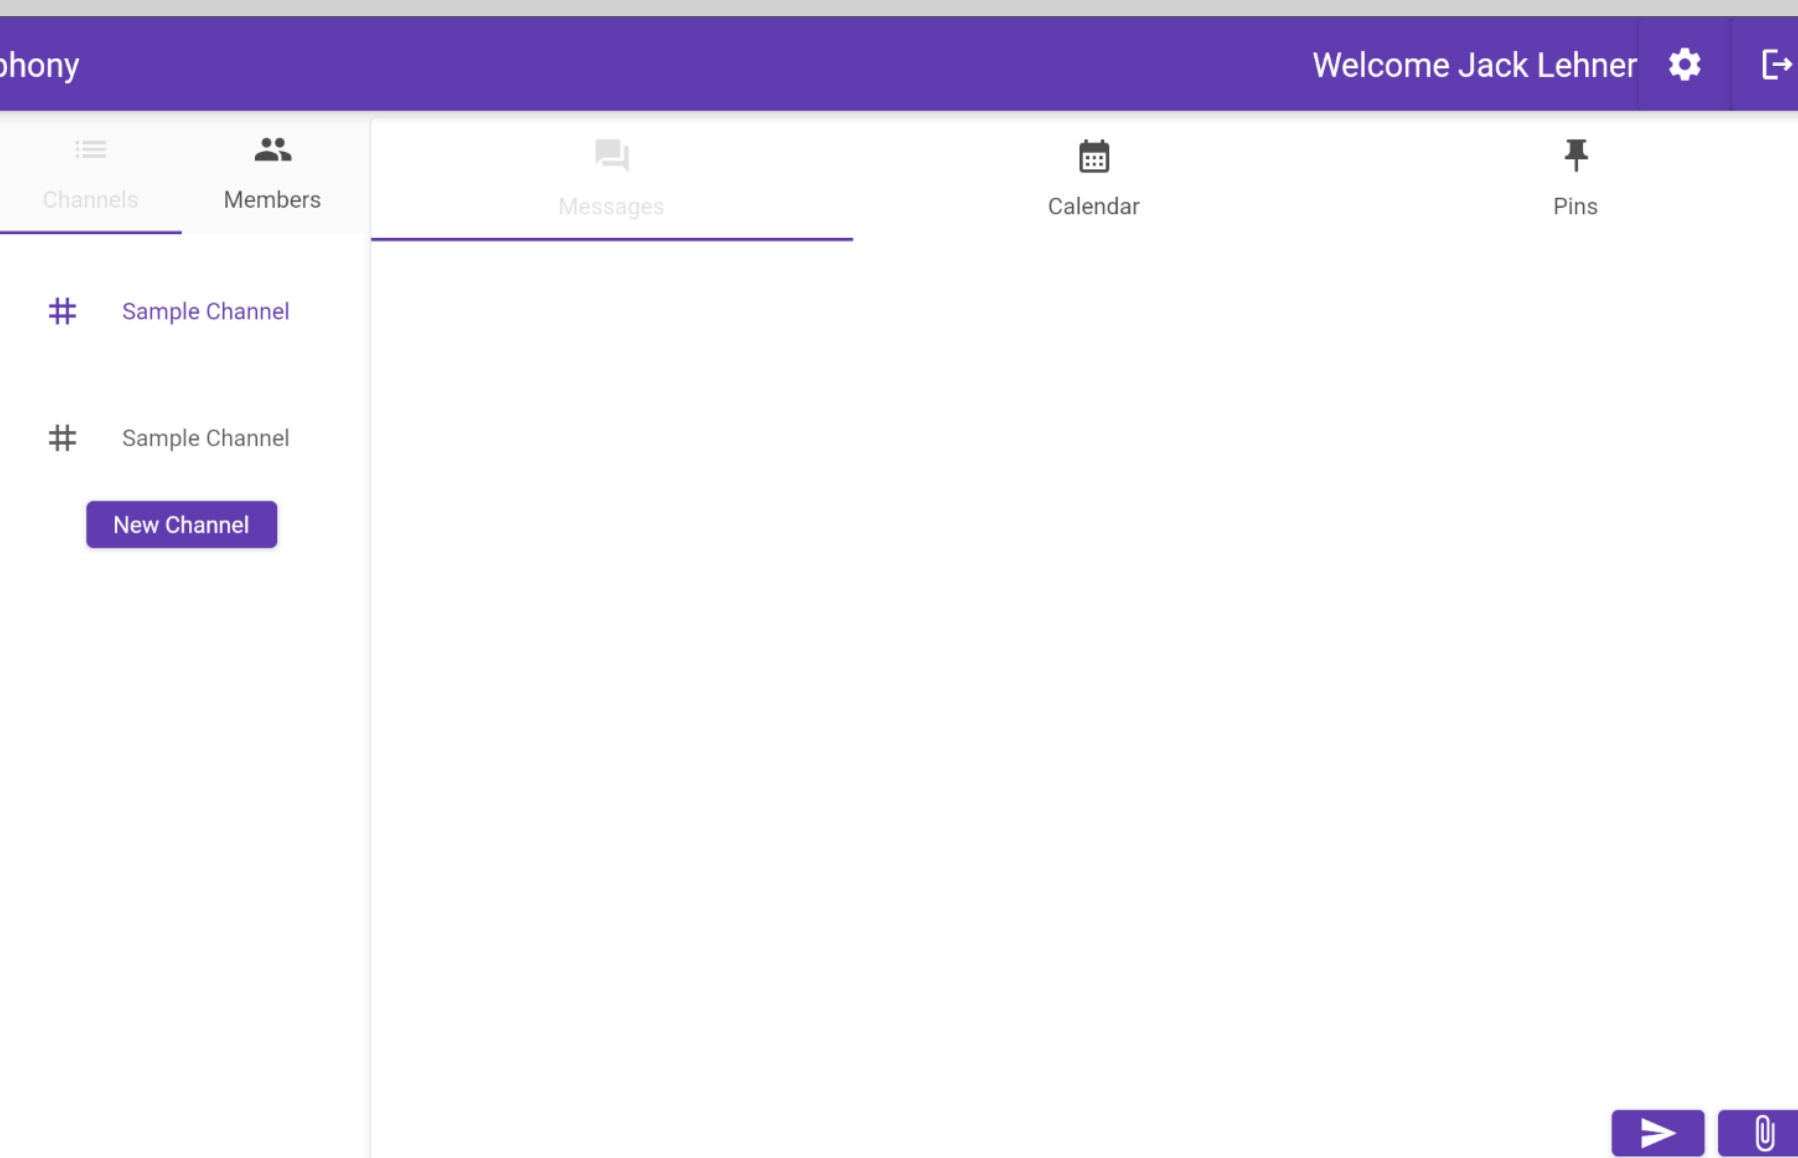 phony
Welcome Jack Lehner
Channels
Members
Messages
Calendar
Pins
Sample Channel
Sample Channel
New Channel